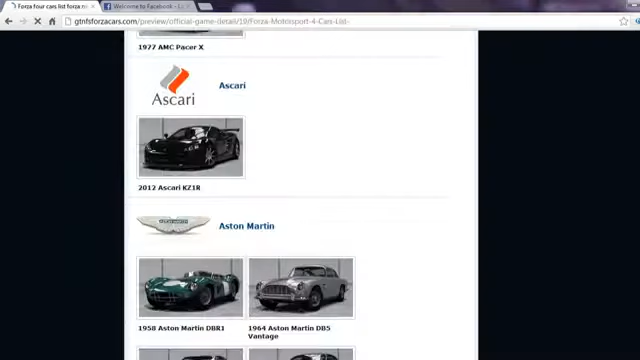 Forza four cars list forza m
Welcome to Facebook - L
gtnfsforzacars.com/preview/official-game-detail/19/Forza-Motorsport-4-Cars-List-
1977 AMC Pacer X
Ascari
Ascari
2012 Ascari KZ1R
Aston Martin
1958 Aston Martin DBR1
1964 Aston Martin DB5
Vantage